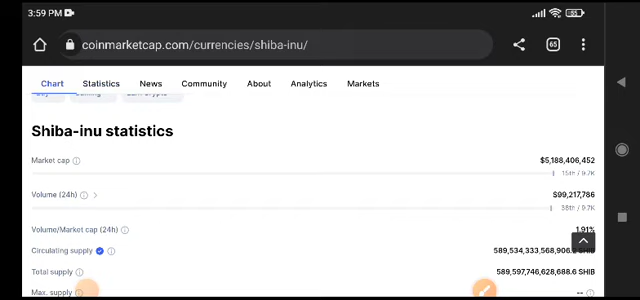 3:59 PM
65
coinmarketcap.com/currencies/shiba-inu/
65
Chart Statistics News Community About Analytics Markets
Shiba-inu statistics
Market cap $5,188,406,452
15th / 9.7K
Volume (24h) $99,217,786
38th / 9.7K
Volume/Market cap (24h) 1.91%
Circulating supply 589,534,333,568,906.2 SHIB
Total supply 589,597,746,628,688.6 SHIB
Max. supply --